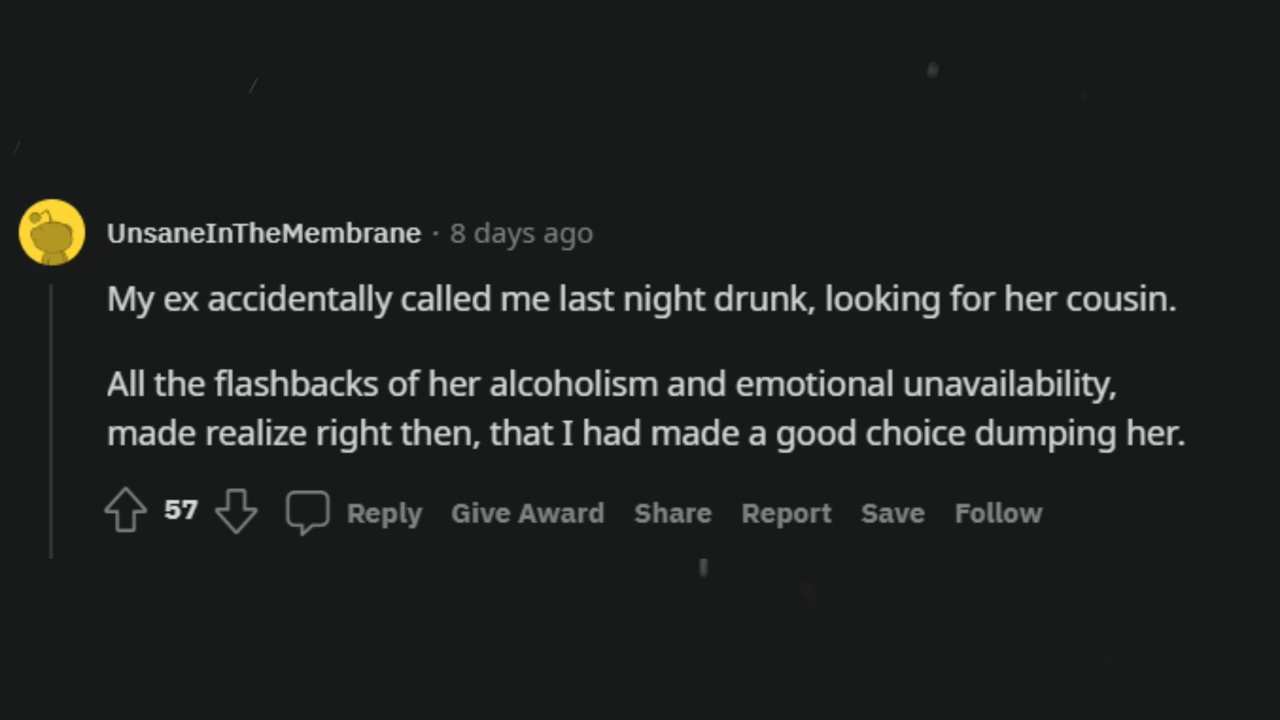 UnsaneInTheMembrane · 8 days ago
My ex accidentally called me last night drunk, looking for her cousin.
All the flashbacks of her alcoholism and emotional unavailability,
made realize right then, that I had made a good choice dumping her.
57 Reply Give Award Share Report Save Follow